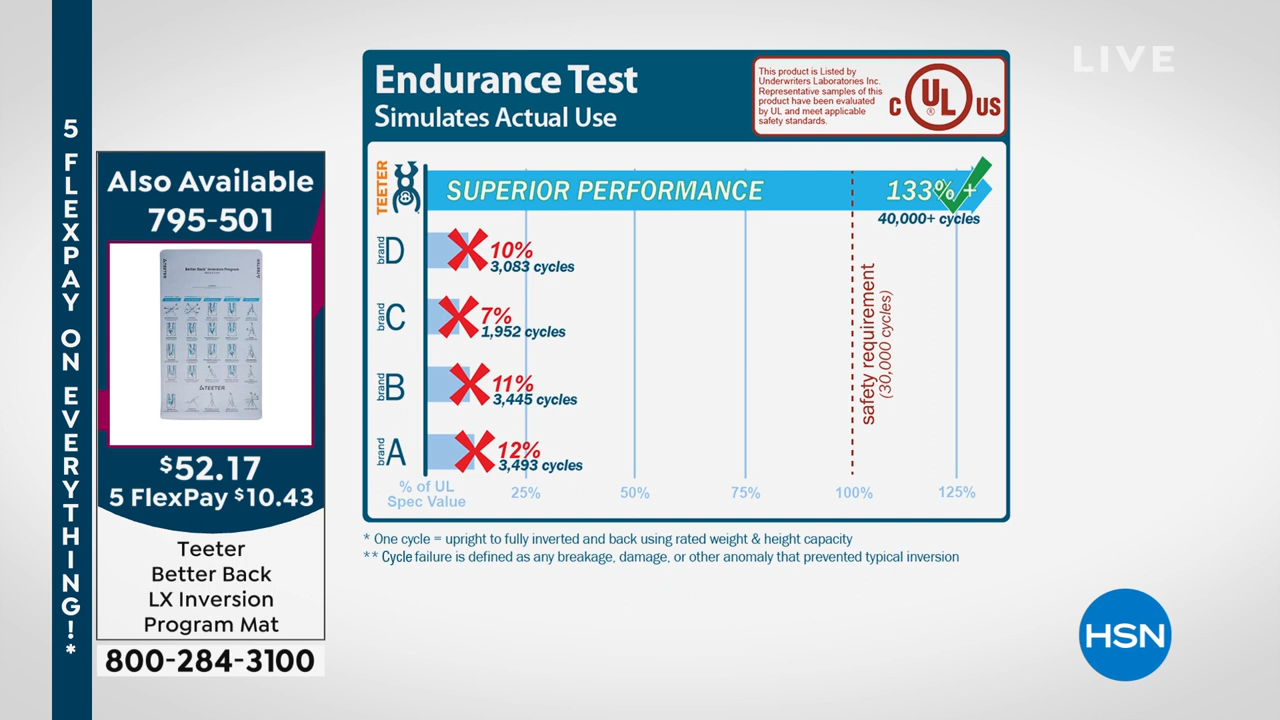 5 FLEXPAY ON EVERYTHING!*
Also Available
795-501
Better Back Inversion Program
TEETER
TEETER
TEETER
$52.17
5 FlexPay $10.43
Teeter
Better Back
LX Inversion
Program Mat
800-284-3100
Endurance Test
Simulates Actual Use
This product is Listed by
Underwriters Laboratories Inc.
Representative samples of this
product have been evaluated
by UL and meet applicable
safety standards.
C UL ® US
TEETER
SUPERIOR PERFORMANCE
133%+
40,000+ cycles
brand D
10%
3,083 cycles
brand C
7%
1,952 cycles
brand B
11%
3,445 cycles
brand A
12%
3,493 cycles
safety requirement
(30,000 cycles)
% of UL
Spec Value
25%
50%
75%
100%
125%
* One cycle = upright to fully inverted and back using rated weight & height capacity
** Cycle failure is defined as any breakage, damage, or other anomaly that prevented typical inversion
LIVE
HSN